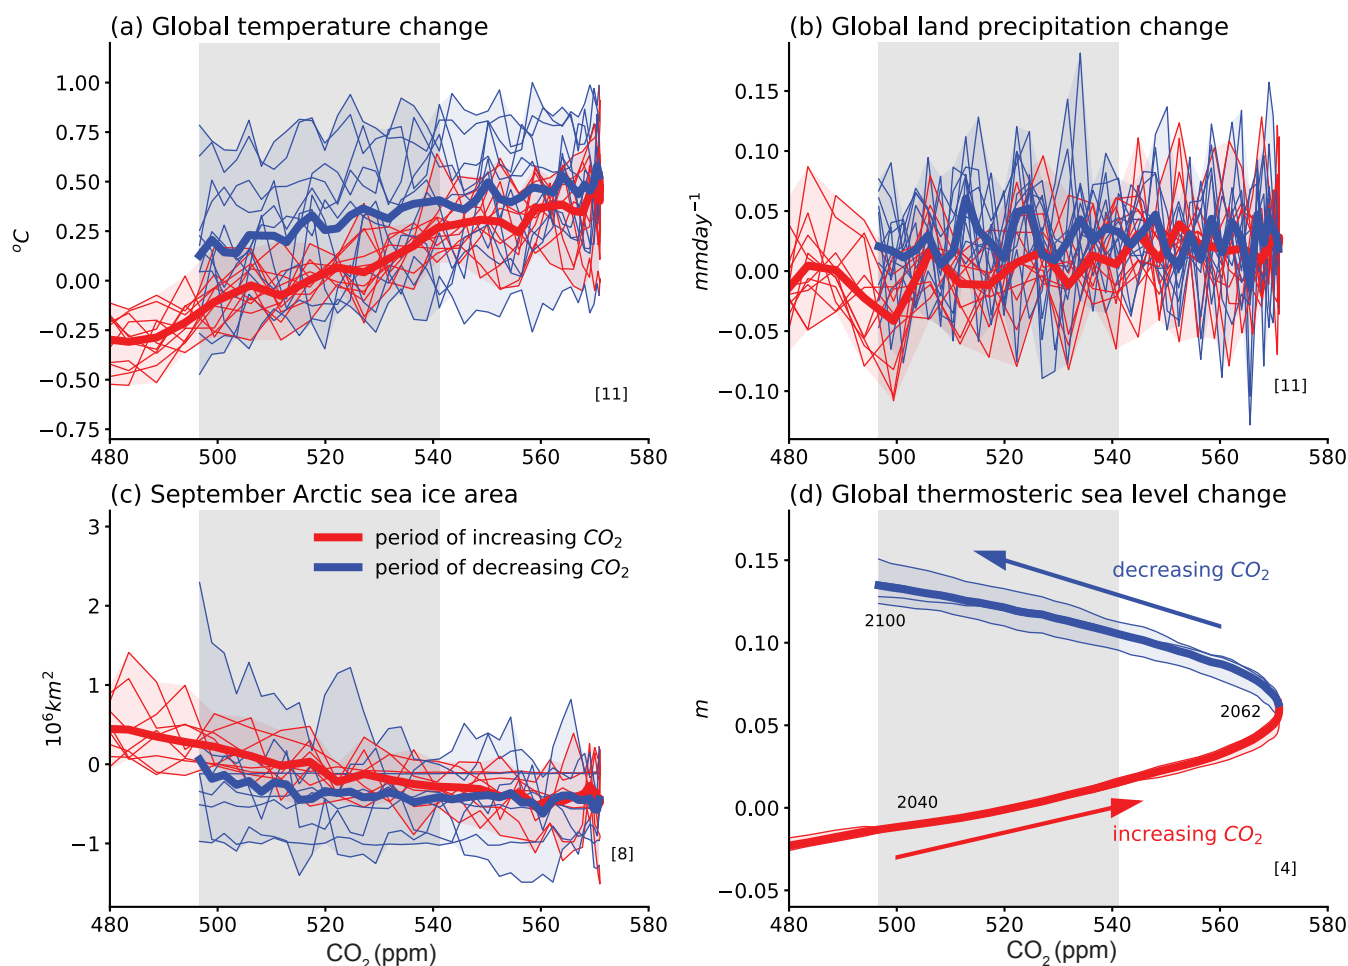 (a) Global temperature change
1.00
0.75
0.50
0.25
0.00
−0.25
−0.50
−0.75
°C
[11]
480 500 520 540 560 580
(b) Global land precipitation change
0.15
0.10
0.05
0.00
−0.05
−0.10
mmday⁻¹
[11]
480 500 520 540 560 580
(c) September Arctic sea ice area
3
2
1
0
−1
10⁶km²
period of increasing CO₂
period of decreasing CO₂
[8]
480 500 520 540 560 580
CO₂ (ppm)
(d) Global thermosteric sea level change
0.15
0.10
0.05
0.00
−0.05
m
decreasing CO₂
2100
2062
2040
increasing CO₂
[4]
480 500 520 540 560 580
CO₂ (ppm)